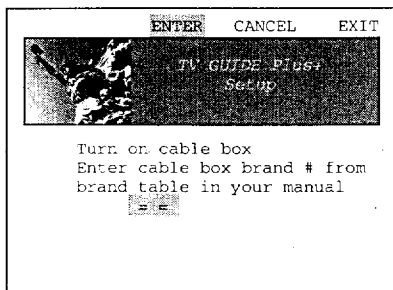 ENTER CANCEL EXIT
TV GUIDE Plus+
Setup
Turn on cable box
Enter cable box brand # from
brand table in your manual
= =